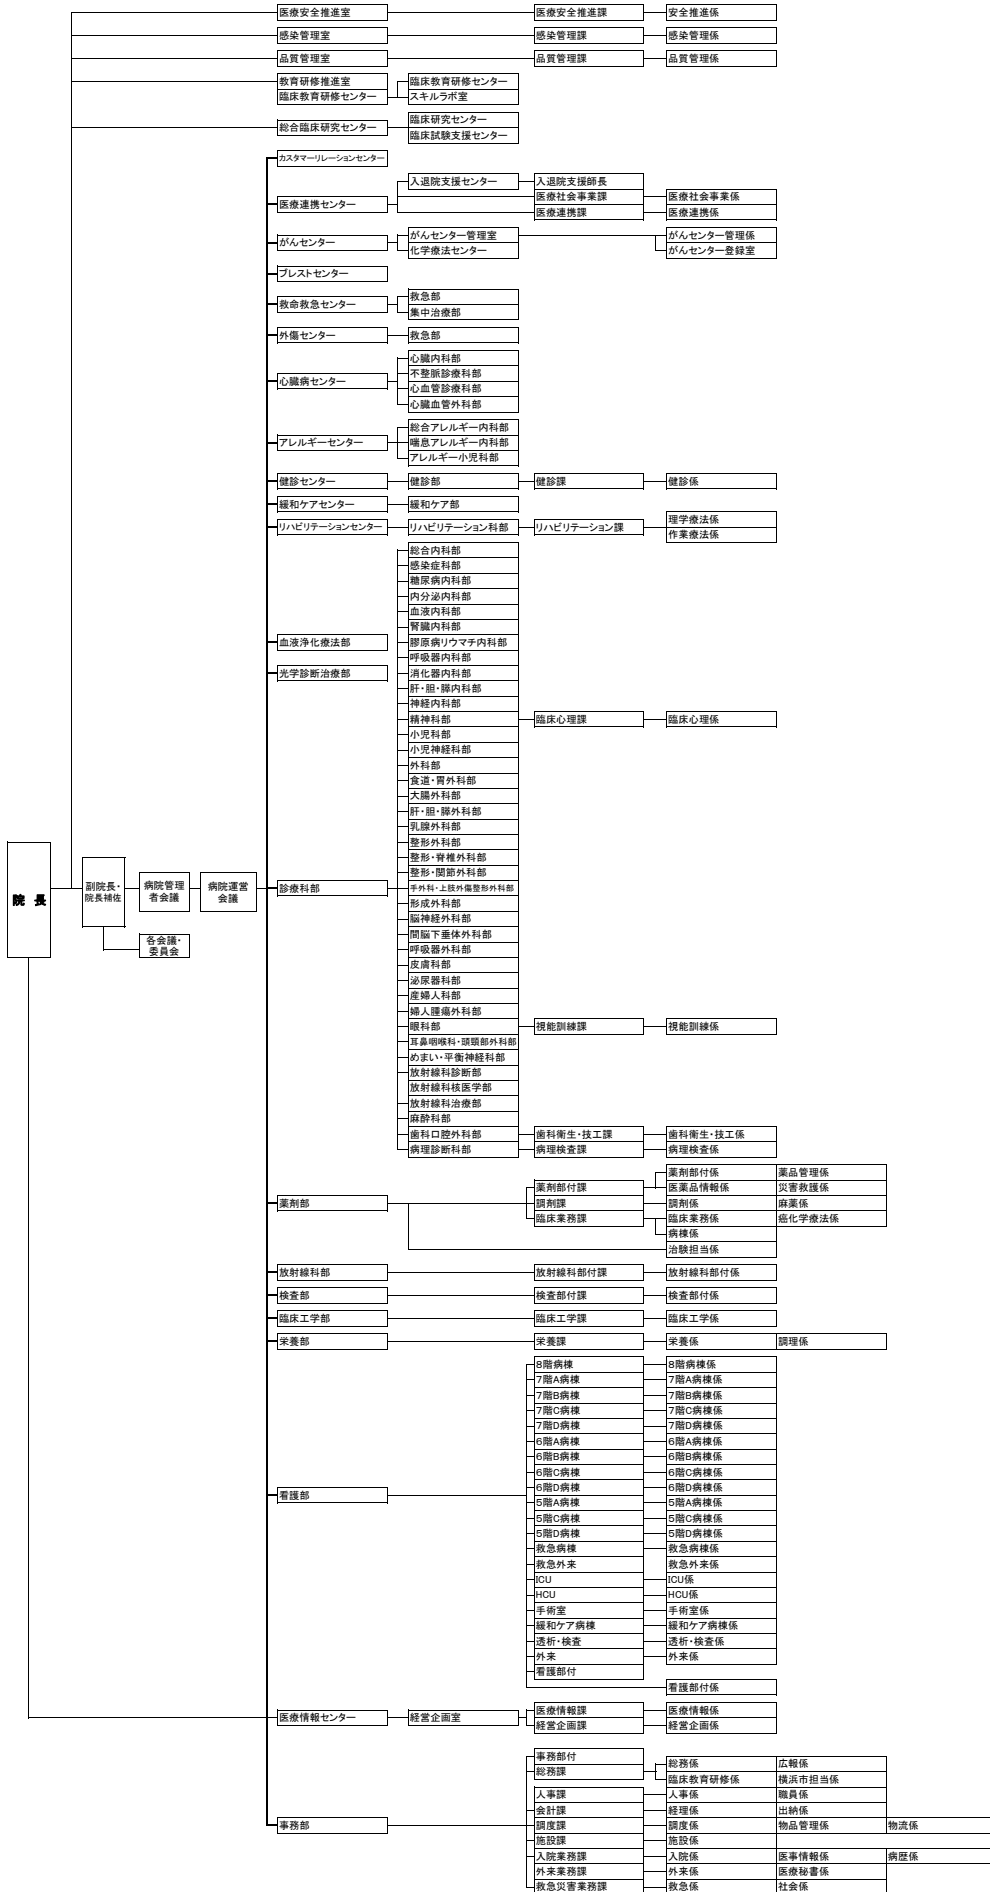 医療安全推進室 医療安全推進課 安全推進係
感染管理室 感染管理課 感染管理係
品質管理室 品質管理課 品質管理係
教育研修推進室 臨床教育研修センター
臨床教育研修センター スキルラボ室
総合臨床研究センター 臨床研究センター
臨床試験支援センター
カスタマーリレーションセンター
入退院支援センター 入退院支援師長
医療連携センター 医療社会事業課 医療社会事業係
医療連携課 医療連携係
がんセンター がんセンター管理室 がんセンター管理係
化学療法センター がんセンター登録室
ブレストセンター
救命救急センター 救急部
集中治療部
外傷センター 救急部
心臓病センター 心臓内科部
不整脈診療科部
心血管診療科部
心臓血管外科部
アレルギーセンター 総合アレルギー内科部
喘息アレルギー内科部
アレルギー小児科部
健診センター 健診部 健診課 健診係
緩和ケアセンター 緩和ケア部
リハビリテーションセンター リハビリテーション科部 リハビリテーション課 理学療法係
作業療法係
総合内科部
感染症科部
糖尿病内科部
内分泌内科部
血液内科部
腎臓内科部
血液浄化療法部 膠原病リウマチ内科部
呼吸器内科部
光学診断治療部 消化器内科部
肝・胆・膵内科部
神経内科部
精神科部 臨床心理課 臨床心理係
小児科部
小児神経科部
外科部
食道・胃外科部
大腸外科部
肝・胆・膵外科部
乳腺外科部
整形外科部
整形・脊椎外科部
整形・関節外科部
院 長
副院長・
院長補佐
病院管理
者会議
病院運営
会議
各会議・
委員会
診療科部 手外科・上肢外傷整形外科部
形成外科部
脳神経外科部
間脳下垂体外科部
呼吸器外科部
皮膚科部
泌尿器科部
産婦人科部
婦人腫瘍外科部
眼科部 視能訓練課 視能訓練係
耳鼻咽喉科・頭頸部外科部
めまい・平衡神経科部
放射線科診断部
放射線科核医学部
放射線科治療部
麻酔科部
歯科口腔外科部 歯科衛生・技工課 歯科衛生・技工係
病理診断科部 病理検査課 病理検査係
薬剤部付係 薬品管理係
薬剤部付課 医薬品情報係 災害救護係
薬剤部 調剤課 調剤係 麻薬係
臨床業務課 臨床業務係 癌化学療法係
病棟係
治験担当係
放射線科部 放射線科部付課 放射線科部付係
検査部 検査部付課 検査部付係
臨床工学部 臨床工学課 臨床工学係
栄養部 栄養課 栄養係 調理係
8階病棟 8階病棟係
7階A病棟 7階A病棟係
7階B病棟 7階B病棟係
7階C病棟 7階C病棟係
7階D病棟 7階D病棟係
6階A病棟 6階A病棟係
6階B病棟 6階B病棟係
6階C病棟 6階C病棟係
6階D病棟 6階D病棟係
看護部 5階A病棟 5階A病棟係
5階C病棟 5階C病棟係
5階D病棟 5階D病棟係
救急病棟 救急病棟係
救急外来 救急外来係
ICU ICU係
HCU HCU係
手術室 手術室係
緩和ケア病棟 緩和ケア病棟係
透析・検査 透析・検査係
外来 外来係
看護部付
看護部付係
医療情報センター 経営企画室 医療情報課 医療情報係
経営企画課 経営企画係
事務部付
総務課 総務係 広報係
臨床教育研修係 横浜市担当係
人事課 人事係 職員係
会計課 経理係 出納係
事務部 調度課 調度係 物品管理係 物流係
施設課 施設係
入院業務課 入院係 医事情報係 病歴係
外来業務課 外来係 医療秘書係
救急災害業務課 救急係 社会係